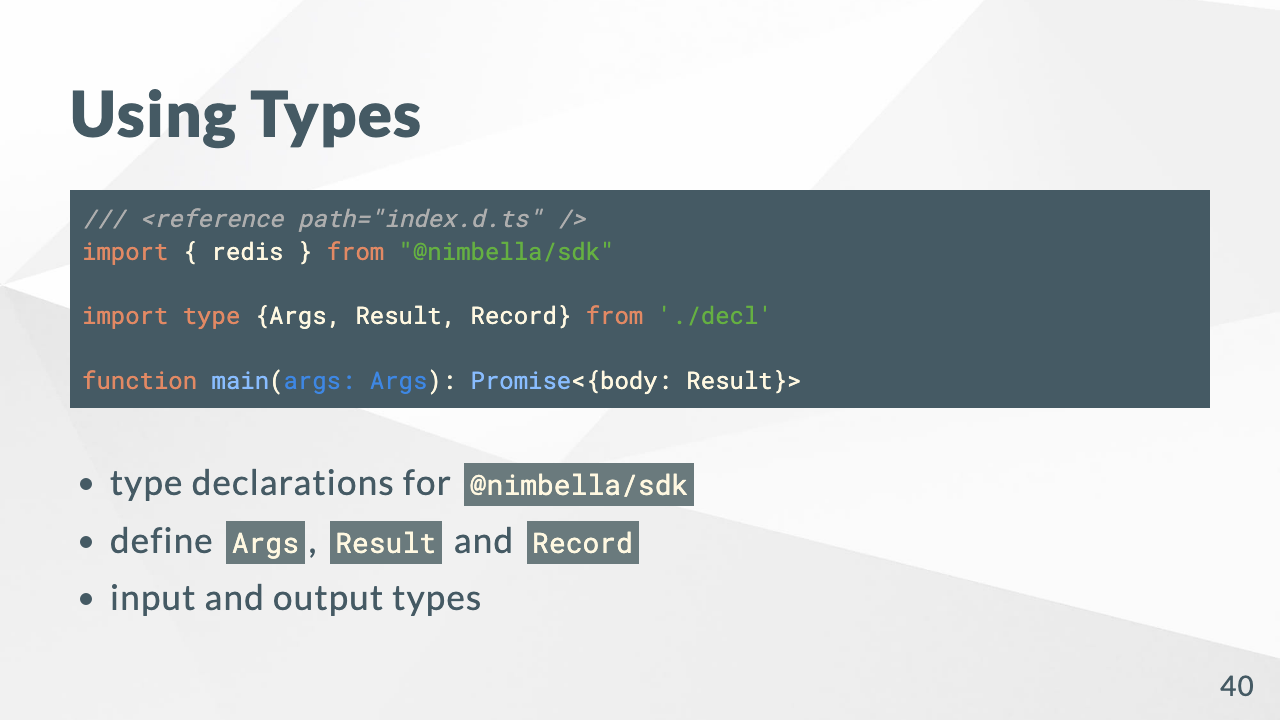 Using Types
/// <reference path="index.d.ts" />
import { redis } from "@nimbella/sdk"
import type {Args, Result, Record} from './decl'
function main(args: Args): Promise<{body: Result}>
• type declarations for @nimbella/sdk
• define Args, Result and Record
• input and output types
40